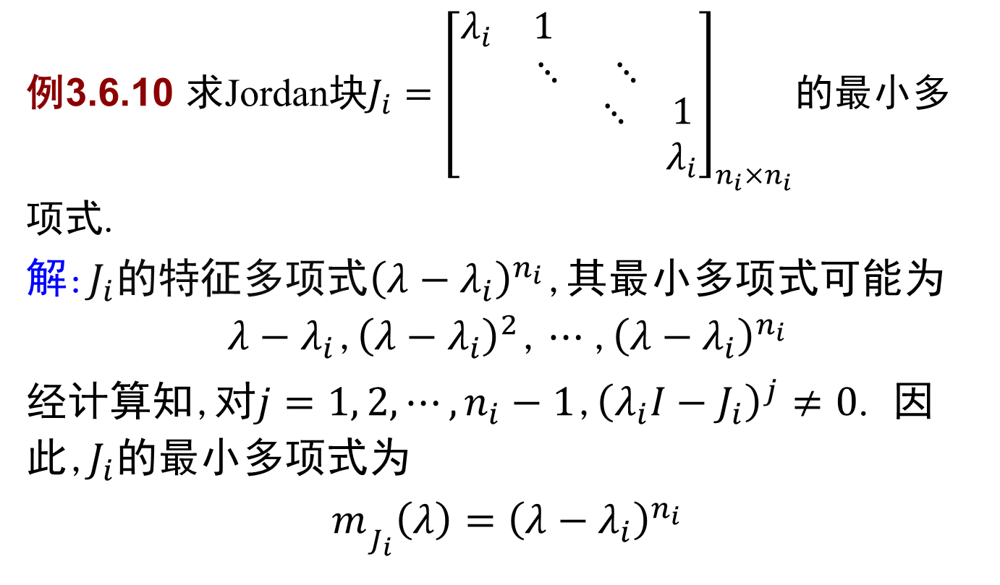 例3.6.10 求Jordan块$J_i = \begin{bmatrix} \lambda_i & 1 & & \\ & \ddots & \ddots & \\ & & \ddots & 1 \\ & & & \lambda_i \end{bmatrix}_{n_i \times n_i}$ 的最小多
项式.
解:$J_i$的特征多项式$(\lambda - \lambda_i)^{n_i}$,其最小多项式可能为
$\lambda - \lambda_i, (\lambda - \lambda_i)^2, \cdots, (\lambda - \lambda_i)^{n_i}$
经计算知,对$j = 1,2,\cdots,n_i - 1, (\lambda_i I - J_i)^j \neq 0$. 因
此,$J_i$的最小多项式为
$m_{J_i}(\lambda) = (\lambda - \lambda_i)^{n_i}$